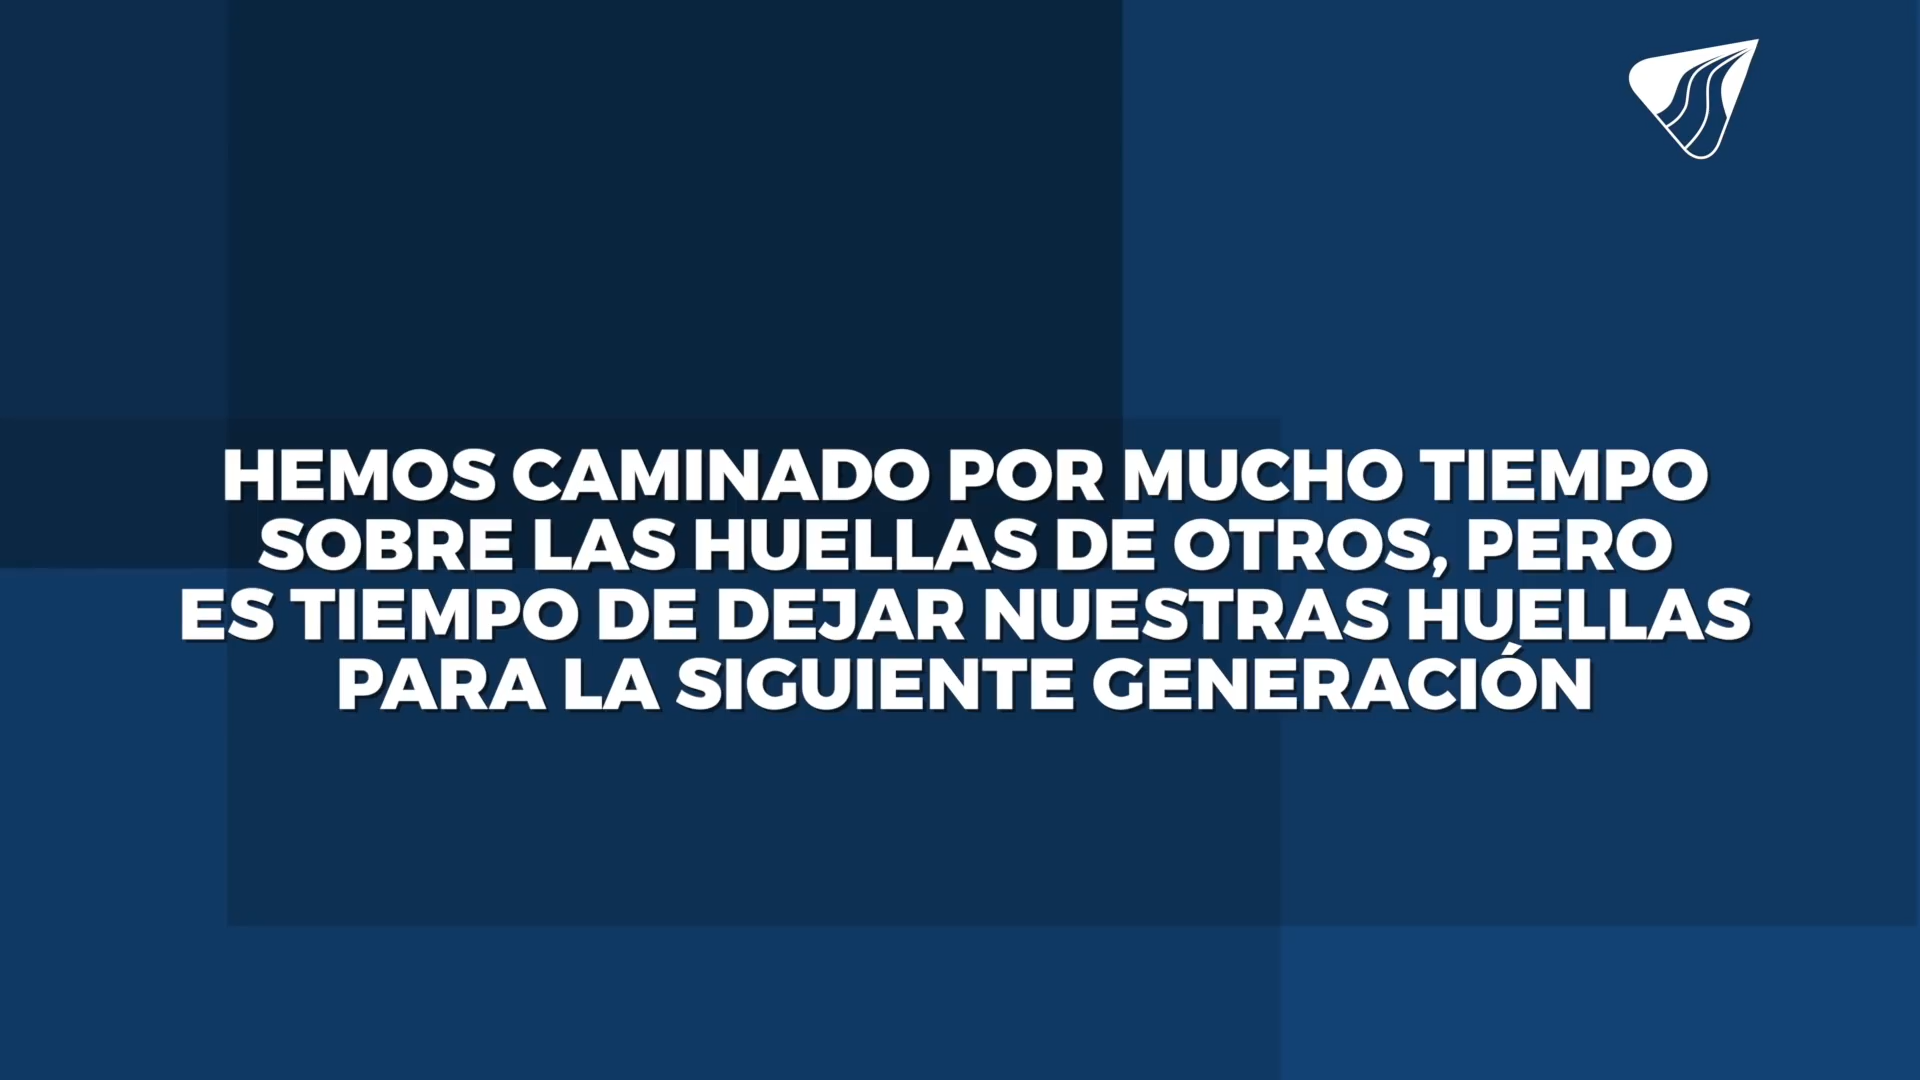 HEMOS CAMINADO POR MUCHO TIEMPO
SOBRE LAS HUELLAS DE OTROS, PERO
ES TIEMPO DE DEJAR NUESTRAS HUELLAS
PARA LA SIGUIENTE GENERACIÓN